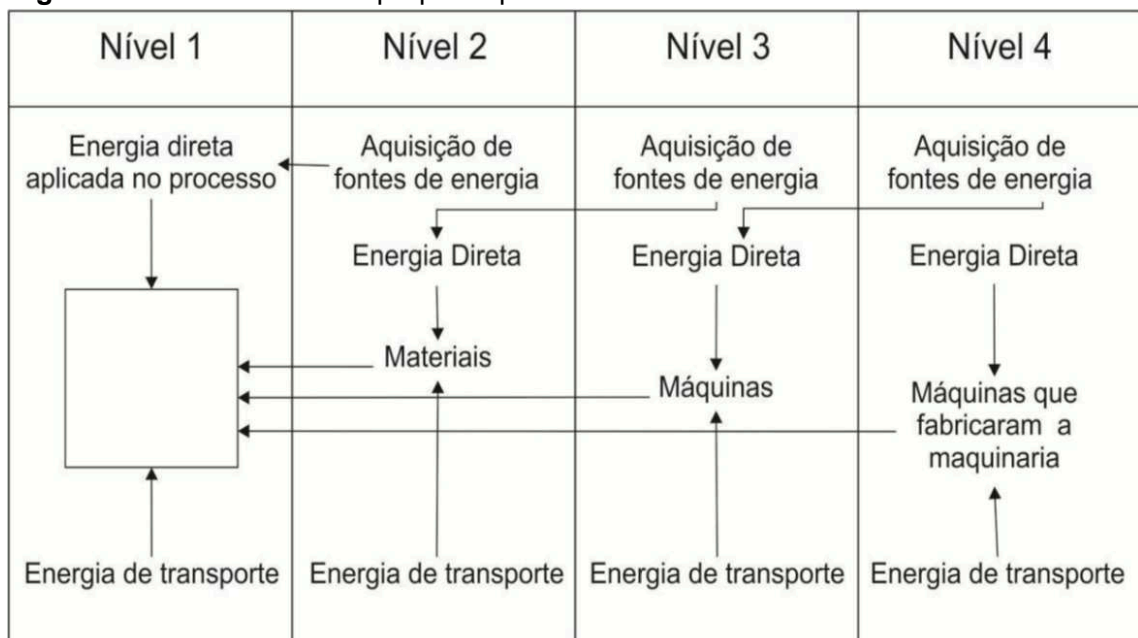 Nível 1
Nível 2
Nível 3
Nível 4
Energia direta
aplicada no processo
Aquisição de
fontes de energia
Aquisição de
fontes de energia
Aquisição de
fontes de energia
Energia Direta
Energia Direta
Energia Direta
Materiais
Máquinas
Máquinas que
fabricaram a
maquinaria
Energia de transporte
Energia de transporte
Energia de transporte
Energia de transporte